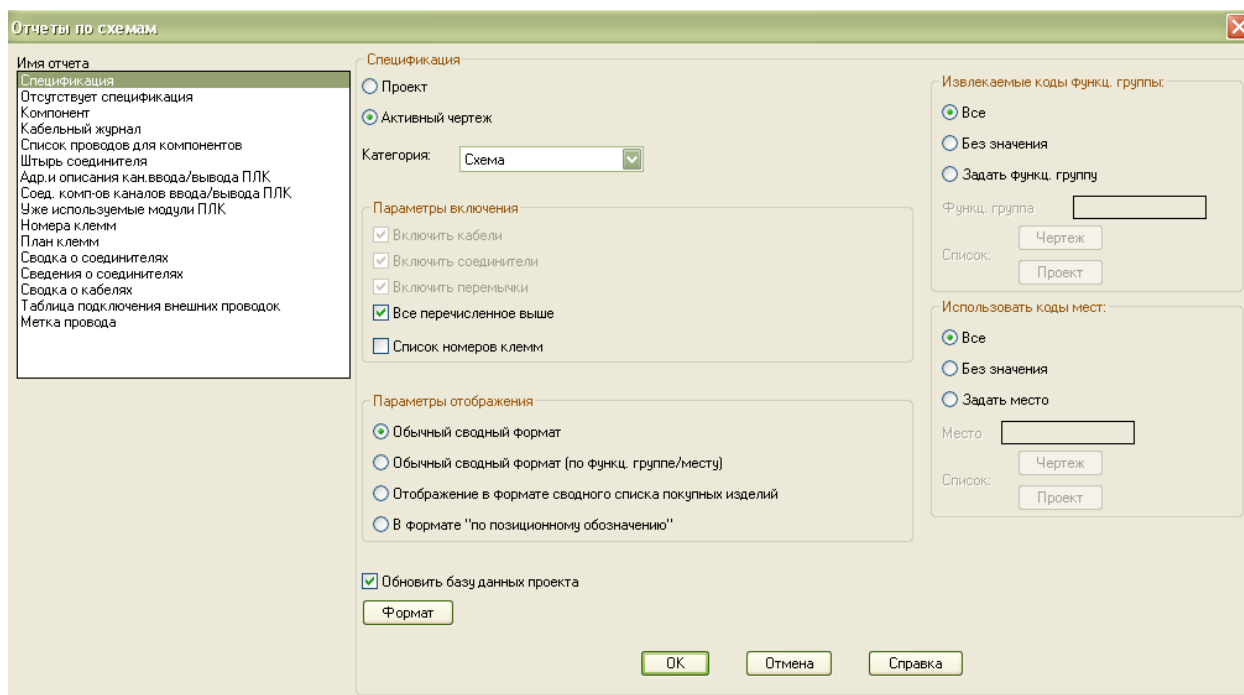 Отчеты по схемам
Имя отчета
Спецификация
Отсутствует спецификация
Компонент
Кабельный журнал
Список проводов для компонентов
Штырь соединителя
Адр.и описания кан.ввода/вывода ПЛК
Соед. комп-ов каналов ввода/вывода ПЛК
Уже используемые модули ПЛК
Номера клемм
План клемм
Сводка о соединителях
Сведения о соединителях
Сводка о кабелях
Таблица подключения внешних проводок
Метка провода
Спецификация
Проект
Активный чертеж
Категория: Схема
Параметры включения
Включить кабели
Включить соединители
Включить перемычки
Все перечисленное выше
Список номеров клемм
Параметры отображения
Обычный сводный формат
Обычный сводный формат (по функц. группе/месту)
Отображение в формате сводного списка покупных изделий
В формате "по позиционному обозначению"
Обновить базу данных проекта
Формат
Извлекаемые коды функц. группы:
Все
Без значения
Задать функц. группу
Функц. группа
Чертеж
Список:
Проект
Использовать коды мест:
Все
Без значения
Задать место
Место
Чертеж
Список:
Проект
OK Отмена Справка